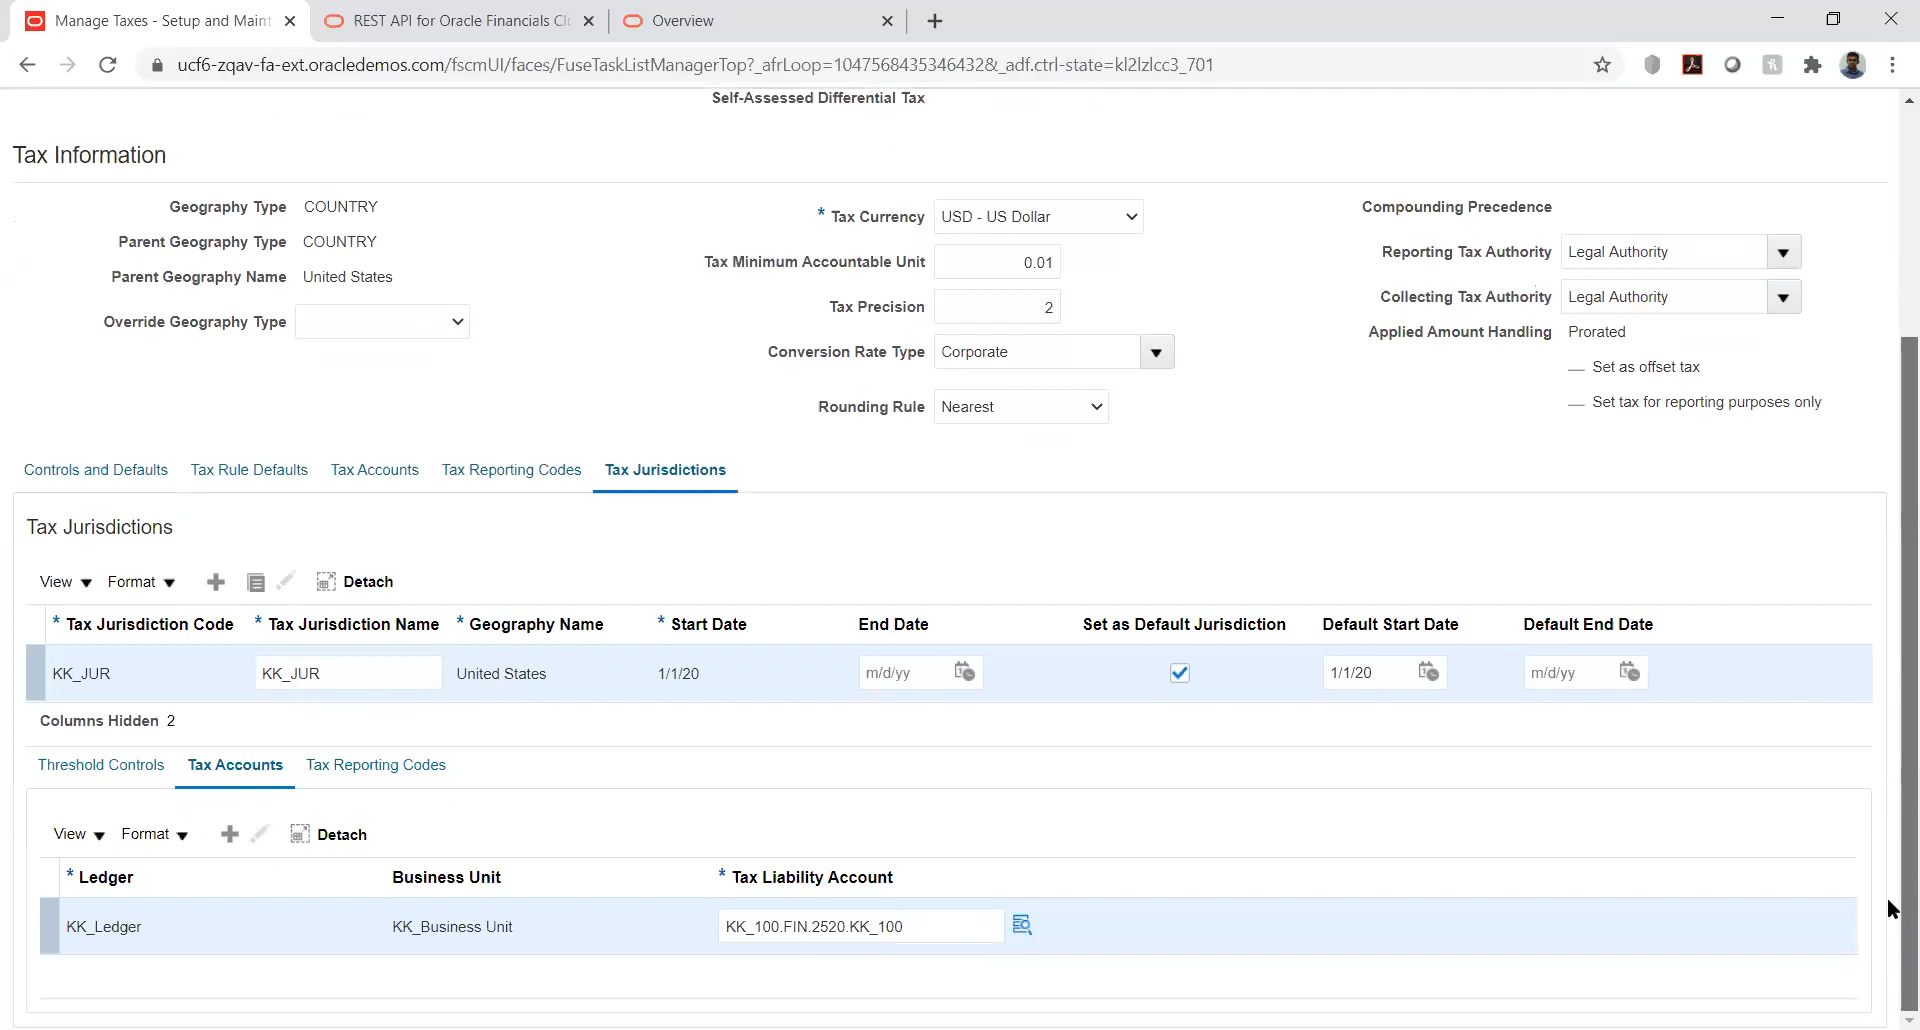 Manage Taxes - Setup and Maint
REST API for Oracle Financials Cl
Overview
ucf6-zqav-fa-ext.oracledemos.com/fscmUI/faces/FuseTaskListManagerTop?_afrLoop=10475684353464328&_adf.ctrl-state=kl2lzlcc3_701
Self-Assessed Differential Tax
Tax Information
Geography Type COUNTRY
Parent Geography Type COUNTRY
Parent Geography Name United States
Override Geography Type
* Tax Currency USD - US Dollar
Tax Minimum Accountable Unit 0.01
Tax Precision 2
Conversion Rate Type Corporate
Rounding Rule Nearest
Compounding Precedence
Reporting Tax Authority Legal Authority
Collecting Tax Authority Legal Authority
Applied Amount Handling Prorated
Set as offset tax
Set tax for reporting purposes only
Controls and Defaults Tax Rule Defaults Tax Accounts Tax Reporting Codes Tax Jurisdictions
Tax Jurisdictions
View Format Detach
* Tax Jurisdiction Code * Tax Jurisdiction Name * Geography Name * Start Date End Date Set as Default Jurisdiction Default Start Date Default End Date
KK_JUR KK_JUR United States 1/1/20 m/d/yy 1/1/20 m/d/yy
Columns Hidden 2
Threshold Controls Tax Accounts Tax Reporting Codes
View Format Detach
* Ledger Business Unit * Tax Liability Account
KK_Ledger KK_Business Unit KK_100.FIN.2520.KK_100